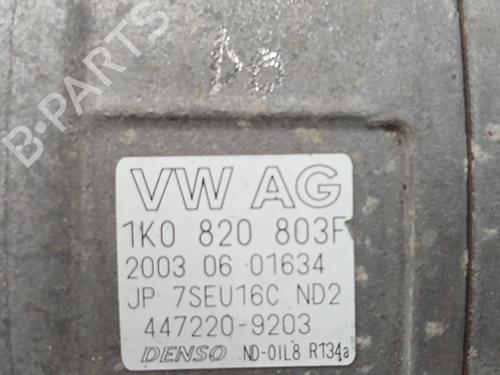 B-PARTS
VW AG
1K0 820 803F
2003 06 01634
JP 7SEU16C ND2
447220-9203
DENSO ND-OIL8 R134a